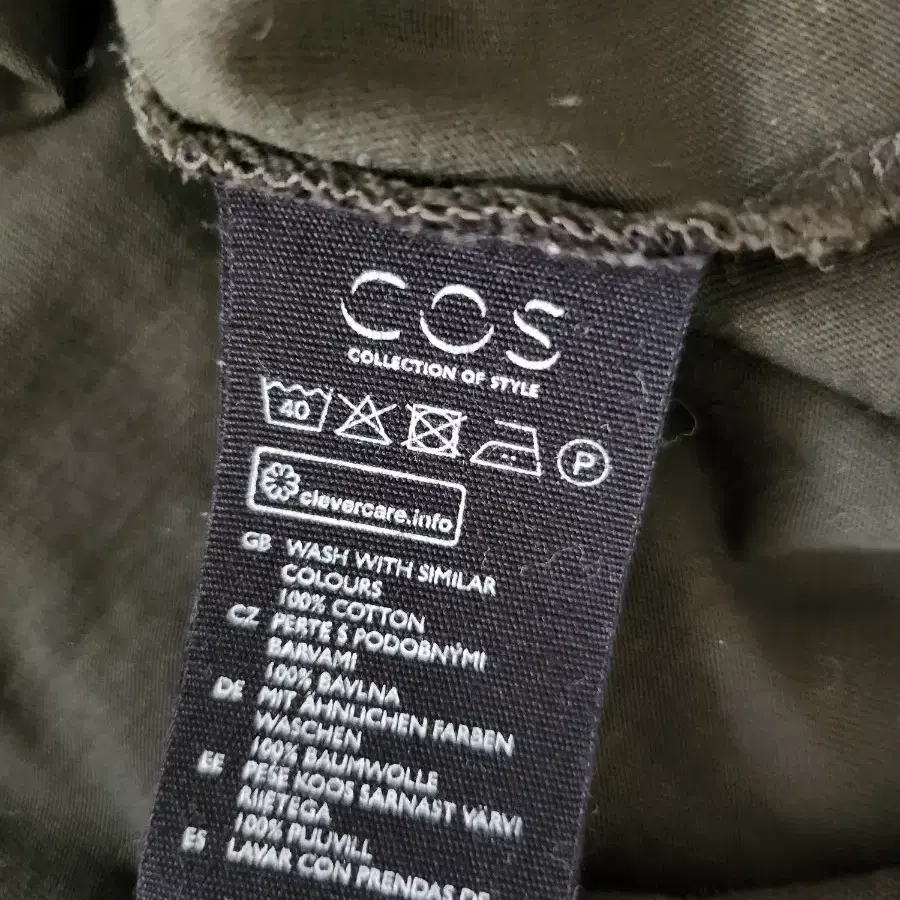 COS
COLLECTION OF STYLE
40
P
clevercare.info
GB WASH WITH SIMILAR
COLOURS
100% COTTON
CZ PERTE S PODOBNÝMI
BARVAMI
100% BAVLNA
DE MIT ÄHNLICHEN FARBEN
WASCHEN
100% BAUMWOLLE
EE PESE KOOS SARNAST VÄRVI
RIIETEGA
100% PUUVILL
ES LAVAR CON PRENDAS DE